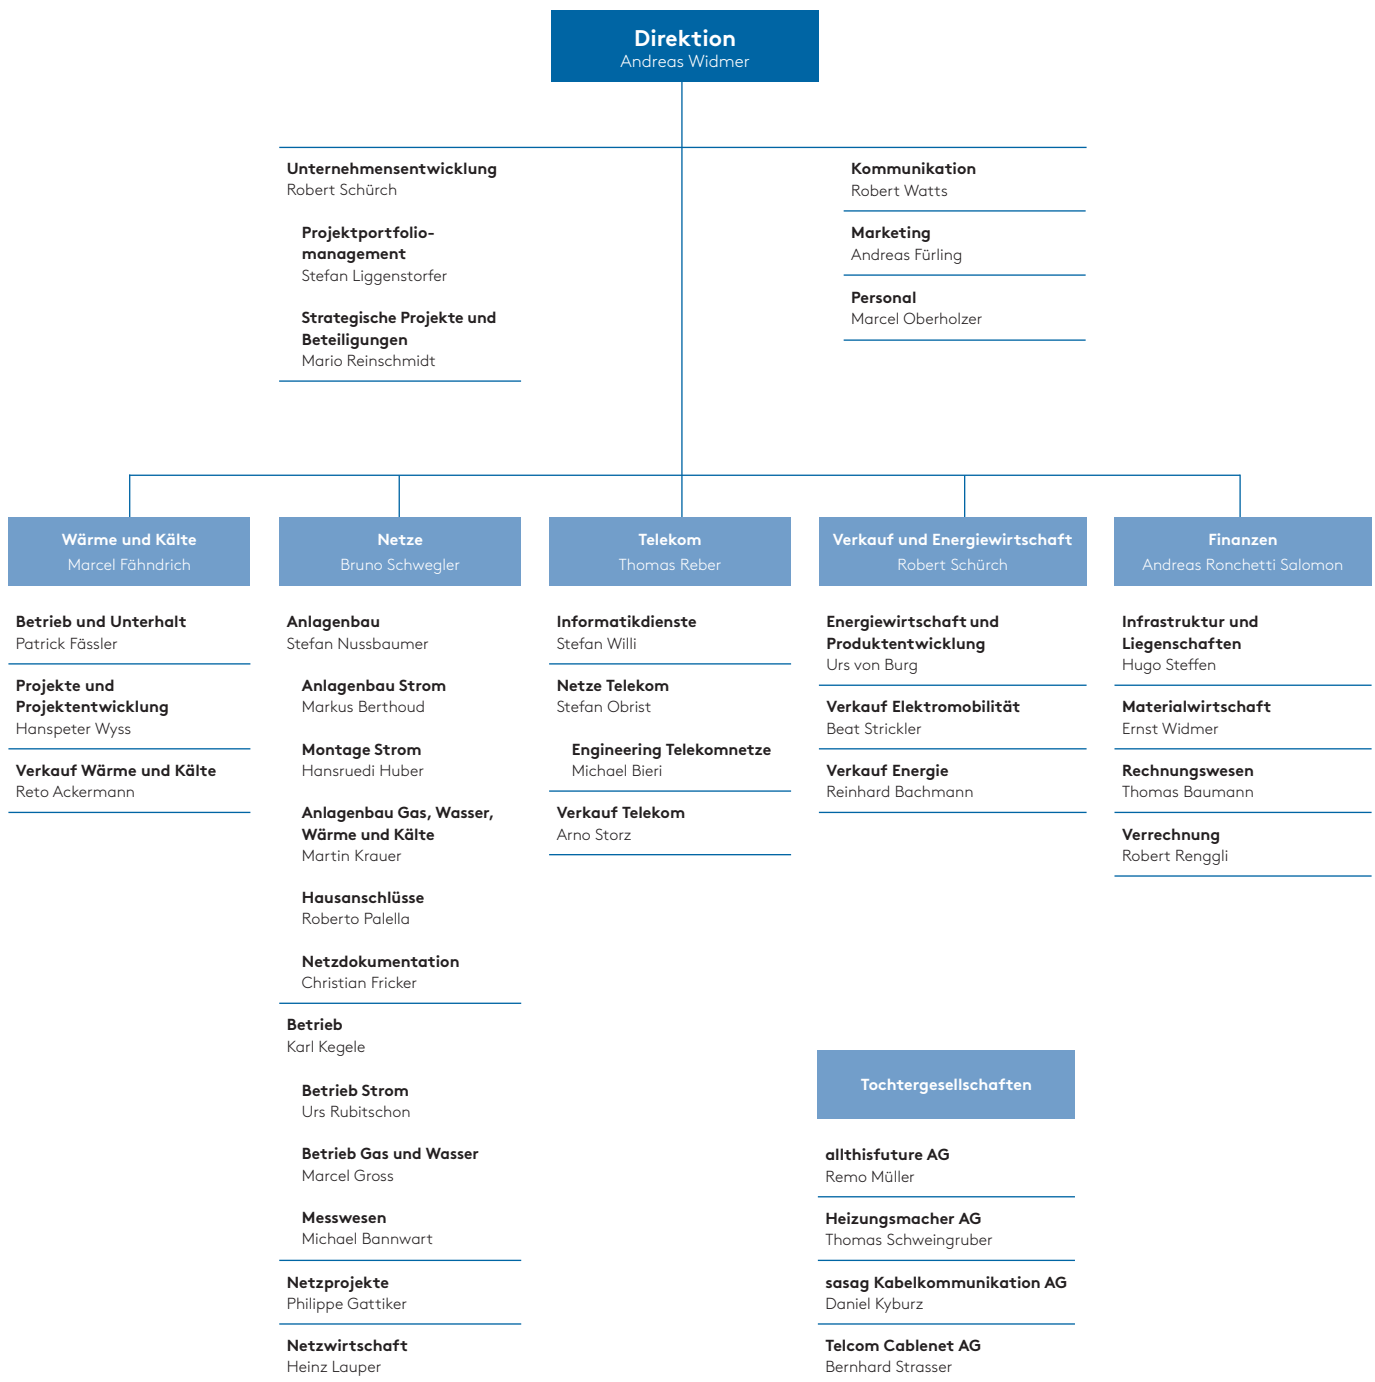 Direktion
Andreas Widmer
Unternehmensentwicklung
Robert Schürch
Projektportfolio-
management
Stefan Liggenstorfer
Strategische Projekte und
Beteiligungen
Mario Reinschmidt
Kommunikation
Robert Watts
Marketing
Andreas Fürling
Personal
Marcel Oberholzer
Wärme und Kälte
Marcel Fähndrich
Betrieb und Unterhalt
Patrick Fässler
Projekte und
Projektentwicklung
Hanspeter Wyss
Verkauf Wärme und Kälte
Reto Ackermann
Netze
Bruno Schwegler
Anlagenbau
Stefan Nussbaumer
Anlagenbau Strom
Markus Berthoud
Montage Strom
Hansruedi Huber
Anlagenbau Gas, Wasser,
Wärme und Kälte
Martin Krauer
Hausanschlüsse
Roberto Palella
Netzdokumentation
Christian Fricker
Betrieb
Karl Kegele
Betrieb Strom
Urs Rubitschon
Betrieb Gas und Wasser
Marcel Gross
Messwesen
Michael Bannwart
Netzprojekte
Philippe Gattiker
Netzwirtschaft
Heinz Lauper
Telekom
Thomas Reber
Informatikdienste
Stefan Willi
Netze Telekom
Stefan Obrist
Engineering Telekomnetze
Michael Bieri
Verkauf Telekom
Arno Storz
Verkauf und Energiewirtschaft
Robert Schürch
Energiewirtschaft und
Produktentwicklung
Urs von Burg
Verkauf Elektromobilität
Beat Strickler
Verkauf Energie
Reinhard Bachmann
Finanzen
Andreas Ronchetti Salomon
Infrastruktur und
Liegenschaften
Hugo Steffen
Materialwirtschaft
Ernst Widmer
Rechnungswesen
Thomas Baumann
Verrechnung
Robert Renggli
Tochtergesellschaften
allthisfuture AG
Remo Müller
Heizungsmacher AG
Thomas Schweingruber
sasag Kabelkommunikation AG
Daniel Kyburz
Telcom Cablenet AG
Bernhard Strasser